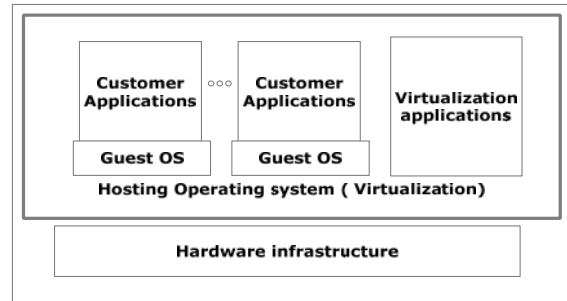 Customer
Applications
○○○
Customer
Applications
Virtualization
applications
Guest OS
Guest OS
Hosting Operating system ( Virtualization)
Hardware infrastructure